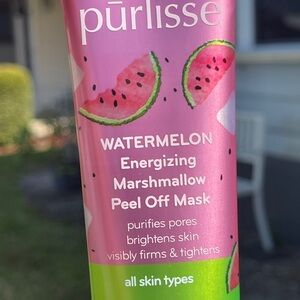 pūrlisse
WATERMELON
Energizing
Marshmallow
Peel Off Mask
purifies pores
brightens skin
visibly firms & tightens
all skin types